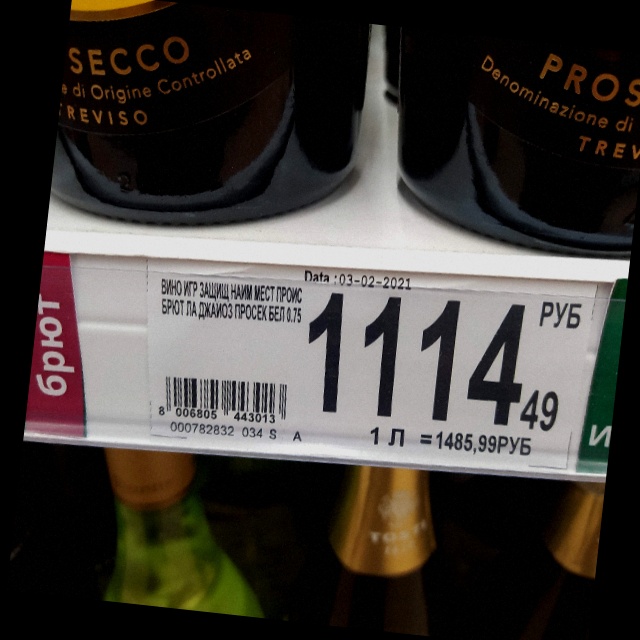 SECCO
e di Origine Controllata
TREVISO
PROS
Denominazione di
TREV
брют
Data :03-02-2021
ВИНО ИГР ЗАЩИЩ НАИМ МЕСТ ПРОИС
БРЮТ ЛА ДЖАЙОЗ ПРОСЕК БЕЛ 0.75
1114 49 РУБ
8 006805 443013
000782832 034 S A
1 Л =1485,99РУБ
И